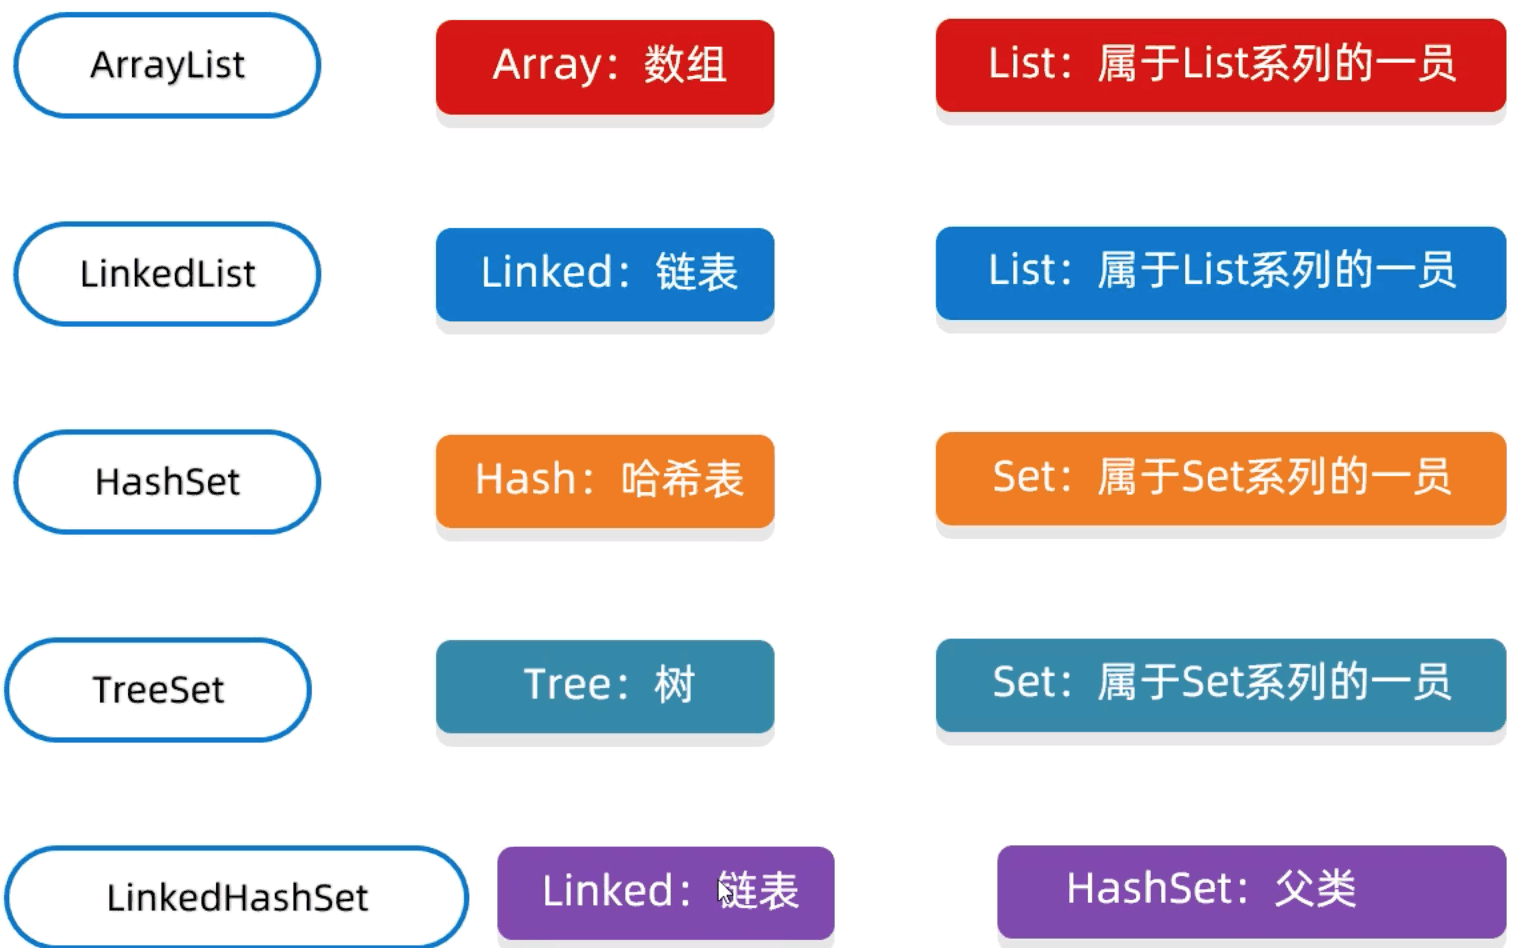 ArrayList
Array：数组
List：属于List系列的一员
LinkedList
Linked：链表
List：属于List系列的一员
HashSet
Hash：哈希表
Set：属于Set系列的一员
TreeSet
Tree：树
Set：属于Set系列的一员
LinkedHashSet
Linked：链表
HashSet：父类